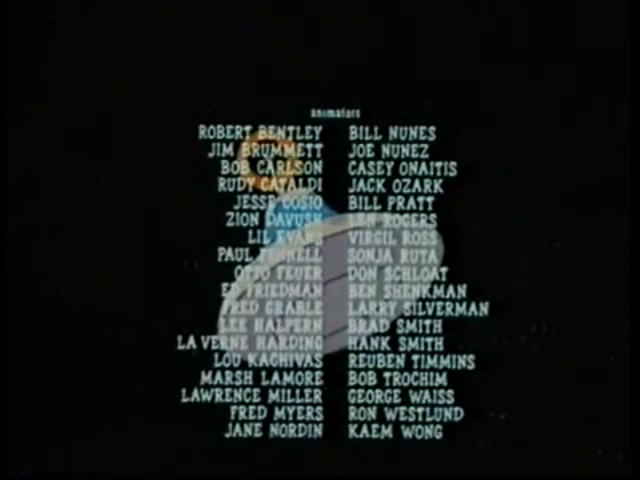 animators
ROBERT BENTLEY BILL NUNES
JIM BRUMMETT JOE NUNEZ
BOB CARLSON CASEY ONAITIS
RUDY CATALDI JACK OZARK
JESSE COSIO BILL PRATT
ZION DAVUSH LEN ROGERS
LIL EVANS VIRGIL ROSS
PAUL FENNELL SONJA RUTA
OTTO FEUER DON SCHLOAT
ED FRIEDMAN BEN SHENKMAN
FRED GRABLE LARRY SILVERMAN
LEE HALPERN BRAD SMITH
LA VERNE HARDING HANK SMITH
LOU KACHIVAS REUBEN TIMMINS
MARSH LAMORE BOB TROCHIM
LAWRENCE MILLER GEORGE WAISS
FRED MYERS RON WESTLUND
JANE NORDIN KAEM WONG